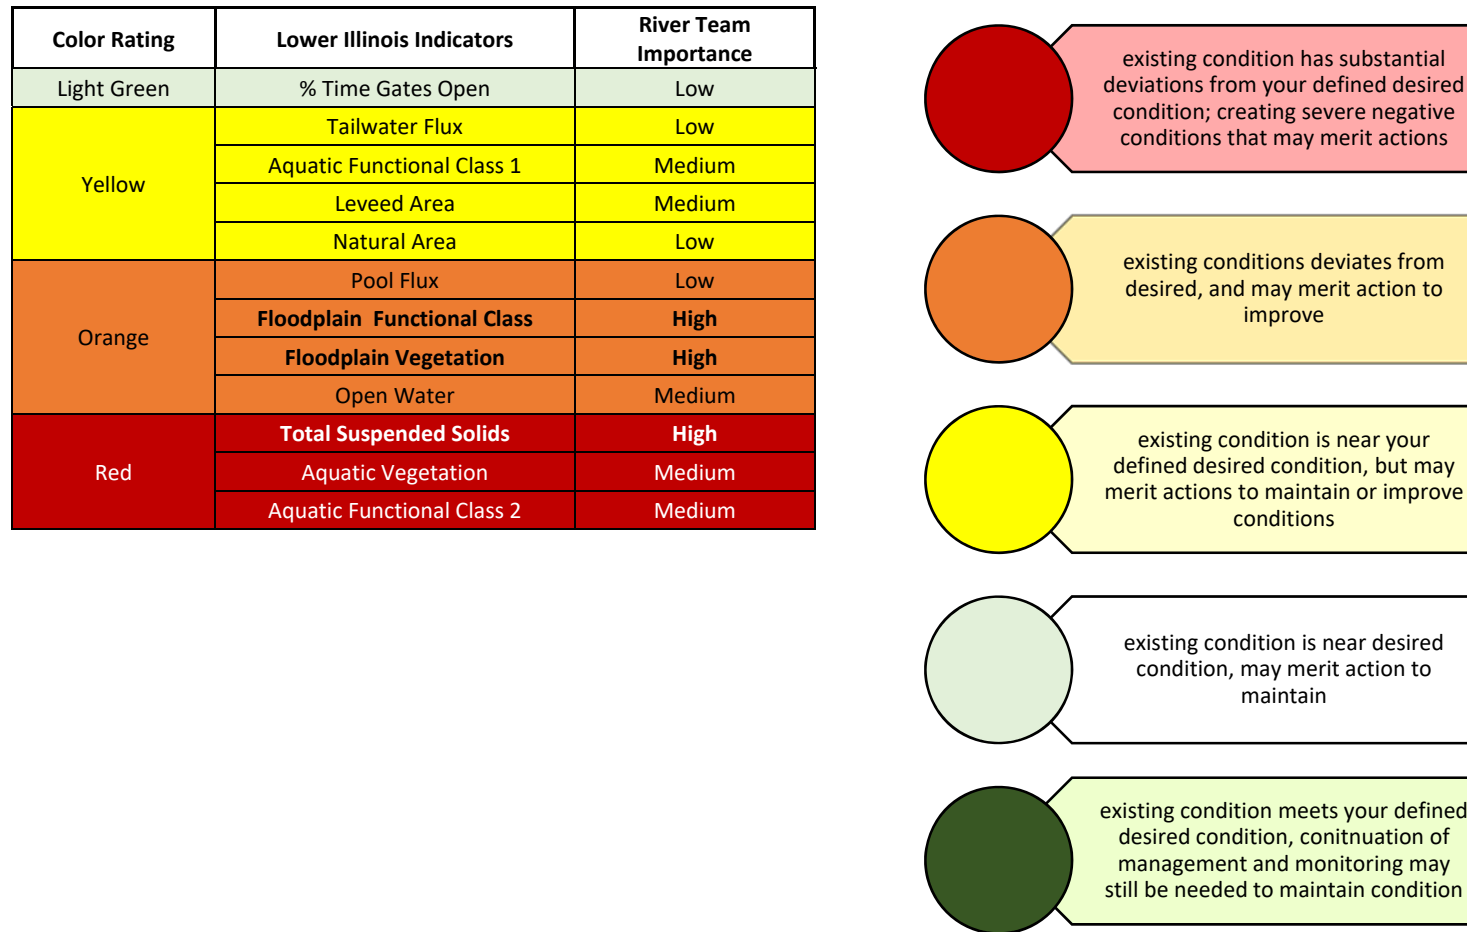 Color Rating Lower Illinois Indicators River Team Importance
Light Green % Time Gates Open Low
Yellow
Tailwater Flux Low
Aquatic Functional Class 1 Medium
Leveed Area Medium
Natural Area Low
Orange
Pool Flux Low
Floodplain Functional Class High
Floodplain Vegetation High
Open Water Medium
Red
Total Suspended Solids High
Aquatic Vegetation Medium
Aquatic Functional Class 2 Medium
existing condition has substantial
deviations from your defined desired
condition; creating severe negative
conditions that may merit actions
existing conditions deviates from
desired, and may merit action to
improve
existing condition is near your
defined desired condition, but may
merit actions to maintain or improve
conditions
existing condition is near desired
condition, may merit action to
maintain
existing condition meets your defined
desired condition, conitnuation of
management and monitoring may
still be needed to maintain condition